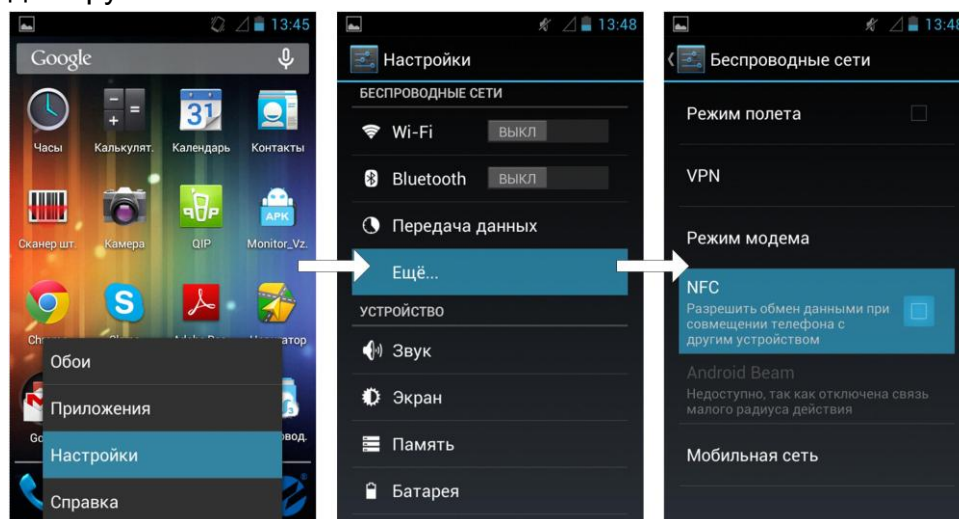 13:45
Google
31
Часы
Калькулят.
Календарь
Контакты
APK
Сканер шт.
Камера
QIP
Monitor_Vz.
Обои
Приложения
Настройки
Справка
13:48
Настройки
БЕСПРОВОДНЫЕ СЕТИ
Wi-Fi ВЫКЛ
Bluetooth ВЫКЛ
Передача данных
Ещё...
УСТРОЙСТВО
Звук
Экран
Память
Батарея
13:48
Беспроводные сети
Режим полета
VPN
Режим модема
NFC
Разрешить обмен данными при
совмещении телефона с
другим устройством
Android Beam
Недоступно, так как отключена связь
малого радиуса действия
Мобильная сеть